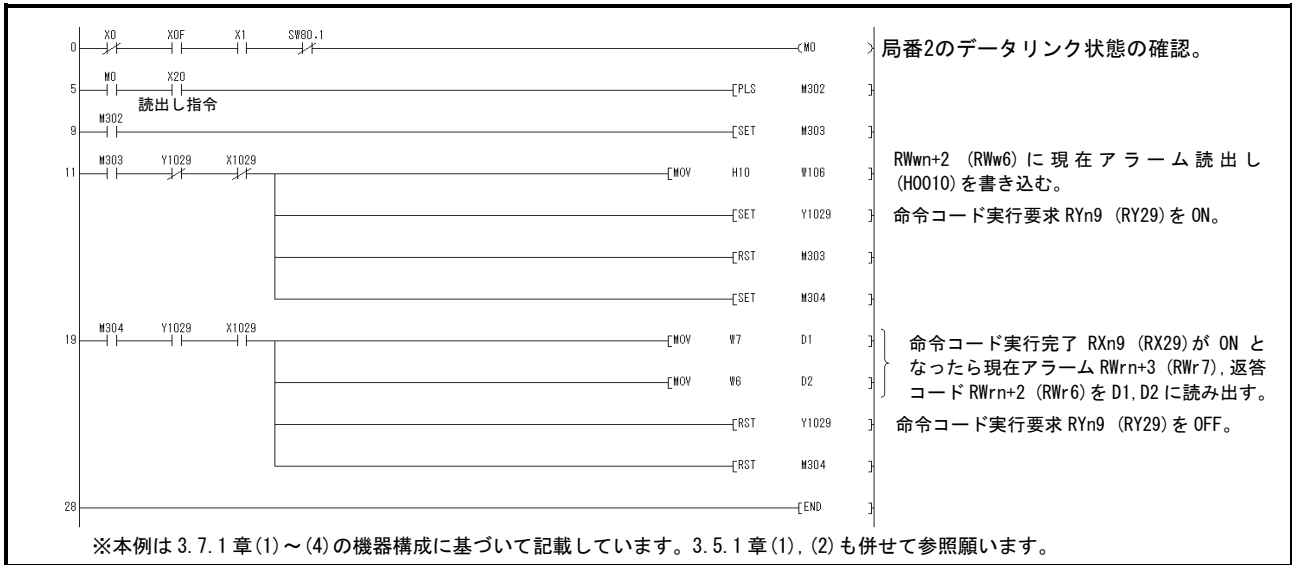 X0 X0F X1 SW80.1
0 (M0 ) 局番2のデータリンク状態の確認。
M0 X20
5 [PLS M302 ]
読出し指令
M302
9 [SET M303 ]
M303 Y1029 X1029
11 [MOV H10 W106 ] RWwn+2 (RWw6)に現在アラーム読出し
(H0010)を書き込む。
[SET Y1029 ] 命令コード実行要求 RYn9 (RY29)を ON。
[RST M303 ]
[SET M304 ]
M304 Y1029 X1029
19 [MOV W7 D1 ] 命令コード実行完了 RXn9 (RX29)が ON と
なったら現在アラーム RWrn+3 (RWr7),返答
[MOV W6 D2 ] コード RWrn+2 (RWr6)を D1,D2 に読み出す。
[RST Y1029 ] 命令コード実行要求 RYn9 (RY29)を OFF。
[RST M304 ]
28 [END ]
※本例は 3.7.1 章(1)～(4)の機器構成に基づいて記載しています。3.5.1 章(1),(2)も併せて参照願います。